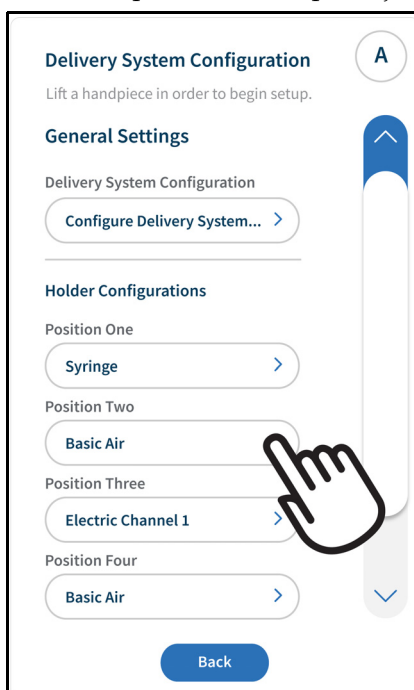 Delivery System Configuration
A
Lift a handpiece in order to begin setup.
General Settings
Delivery System Configuration
Configure Delivery System...
Holder Configurations
Position One
Syringe
Position Two
Basic Air
Position Three
Electric Channel 1
Position Four
Basic Air
Back